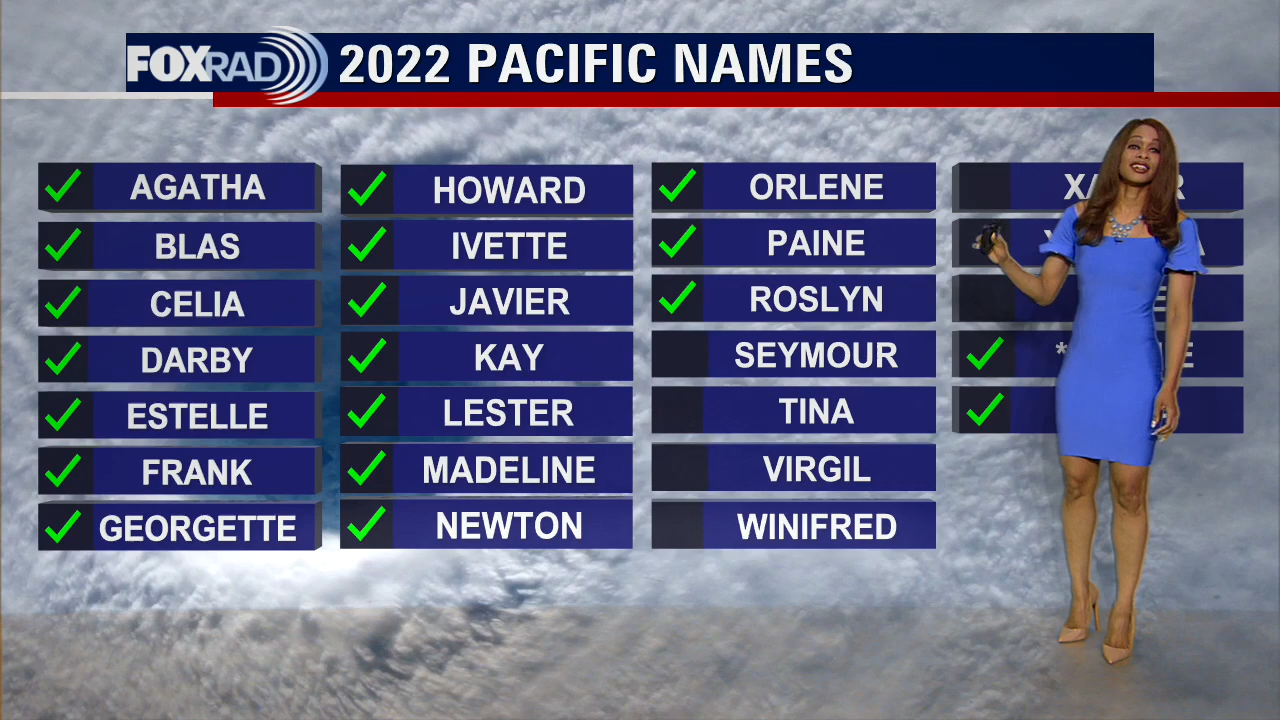 FOXRAD 2022 PACIFIC NAMES
AGATHA
BLAS
CELIA
DARBY
ESTELLE
FRANK
GEORGETTE
HOWARD
IVETTE
JAVIER
KAY
LESTER
MADELINE
NEWTON
ORLENE
PAINE
ROSLYN
SEYMOUR
TINA
VIRGIL
WINIFRED